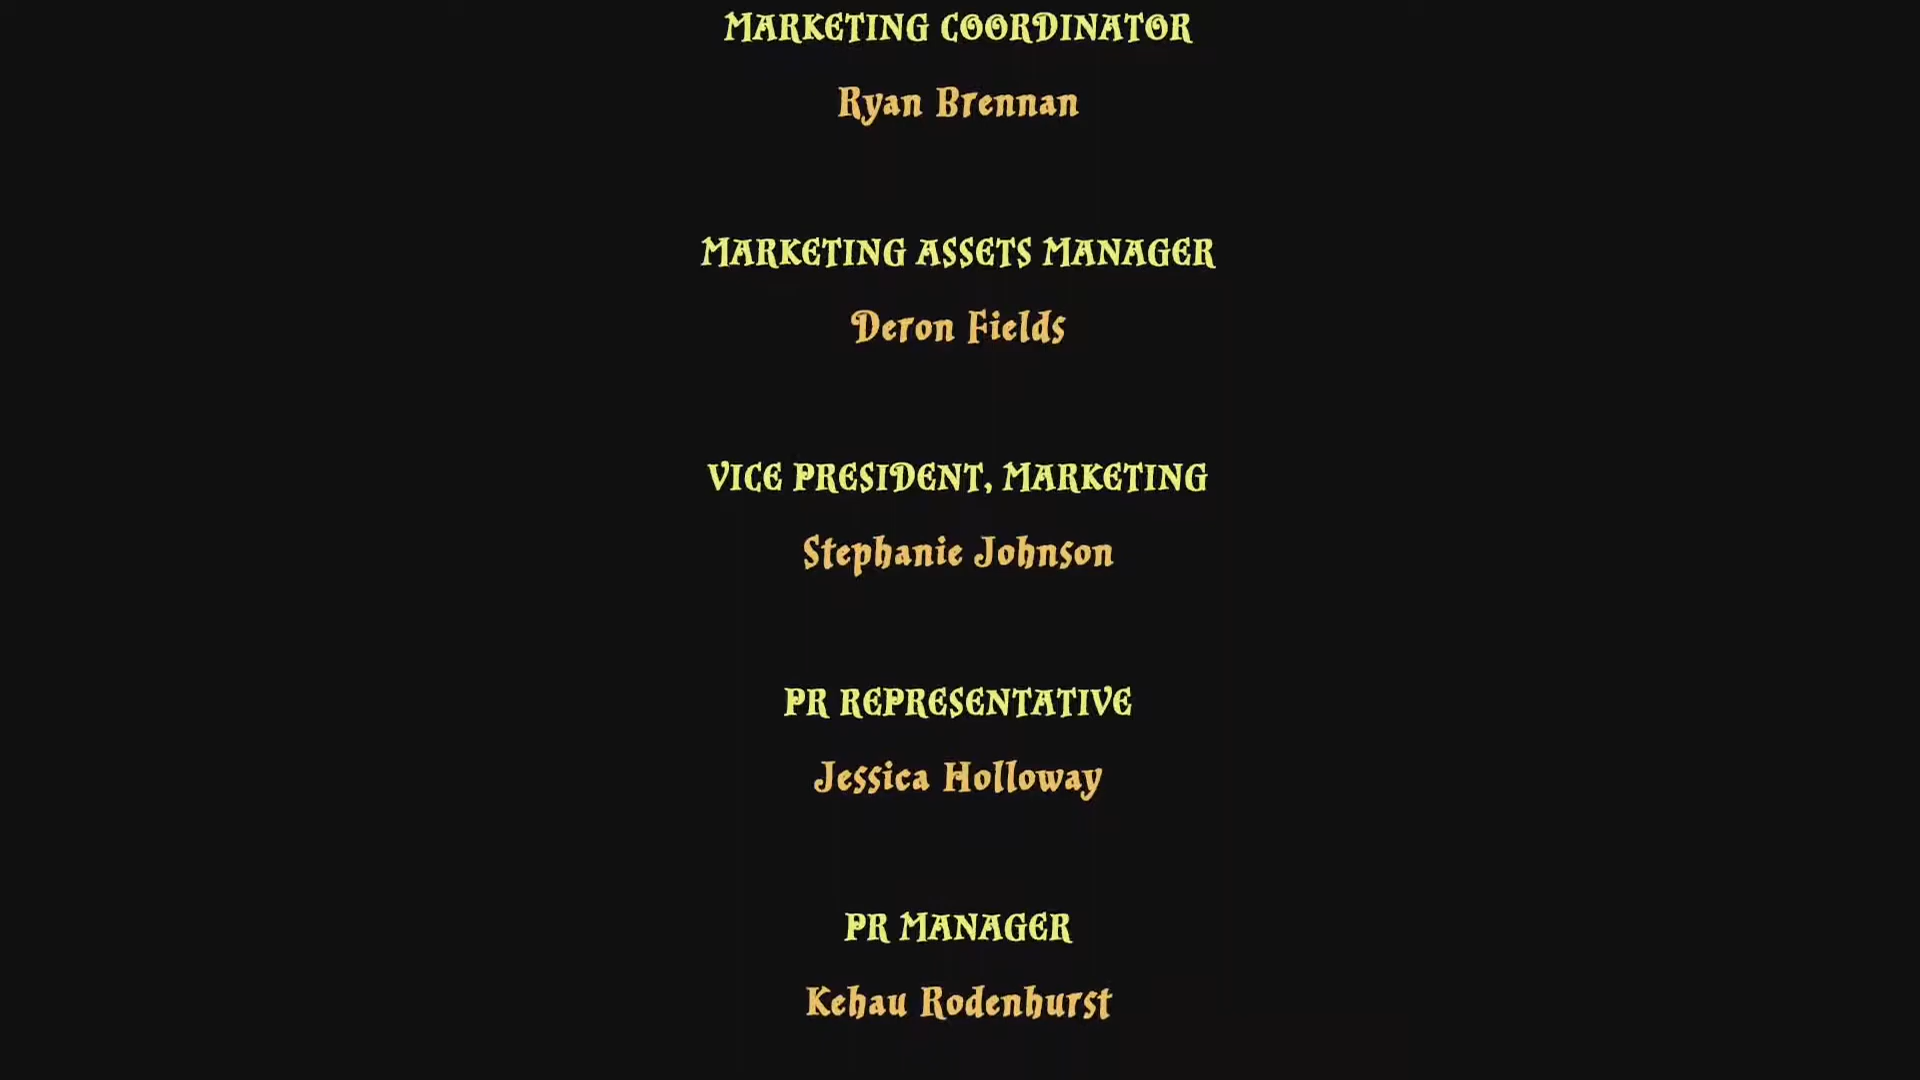 MARKETING COORDINATOR
Ryan Brennan
MARKETING ASSETS MANAGER
Deron Fields
VICE PRESIDENT, MARKETING
Stephanie Johnson
PR REPRESENTATIVE
Jessica Holloway
PR MANAGER
Kehau Rodenhurst